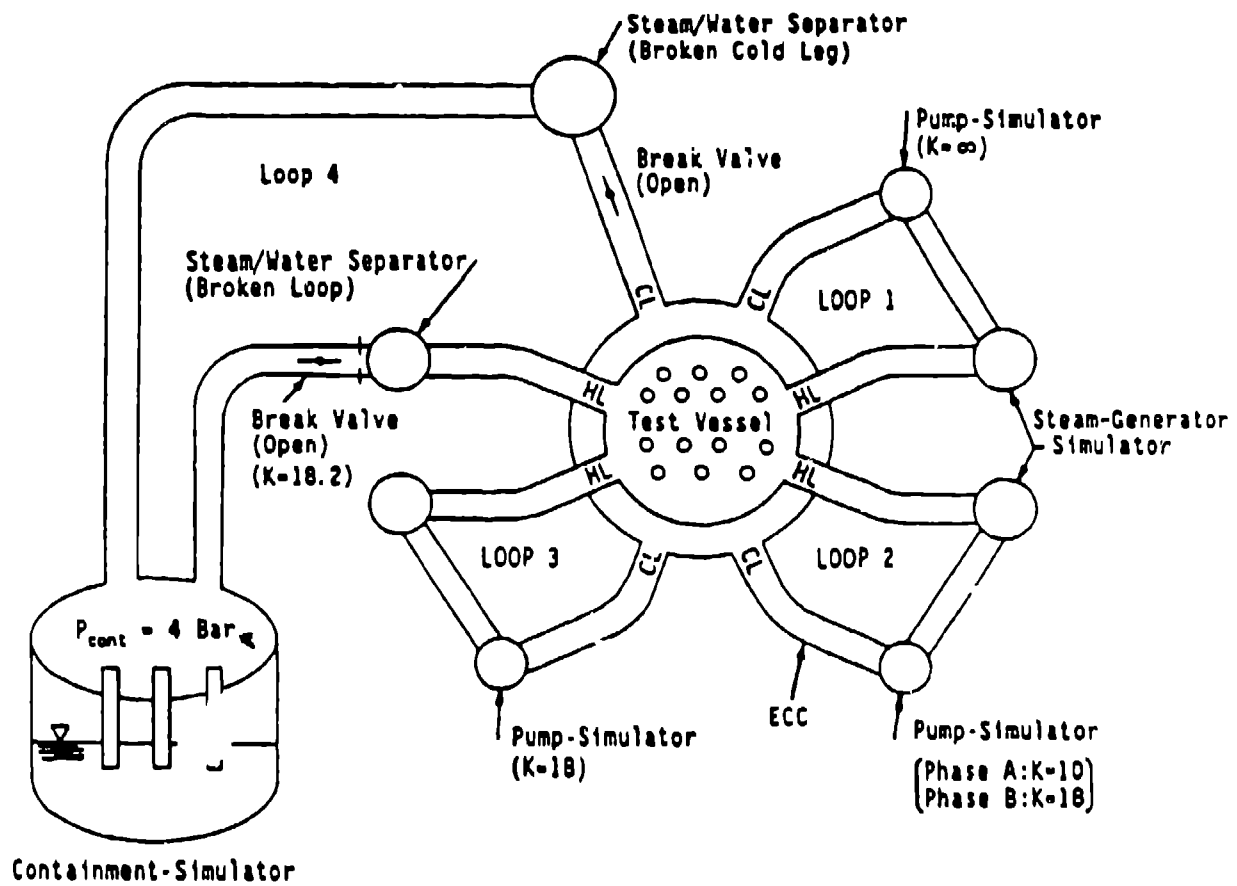 Steam/Water Separator
(Broken Cold Leg)
Pump-Simulator
(K=∞)
Break Valve
(Open)
Loop 4
Steam/Water Separator
(Broken Loop)
CL
CL
LOOP 1
HL
HL
Break Valve
(Open)
(K=18.2)
Test Vessel
Steam-Generator
Simulator
HL
HL
LOOP 3
CL
CL
LOOP 2
Pcont = 4 Bar
ECC
Pump-Simulator
(K=18)
Pump-Simulator
(Phase A:K=10)
(Phase B:K=18)
Containment-Simulator